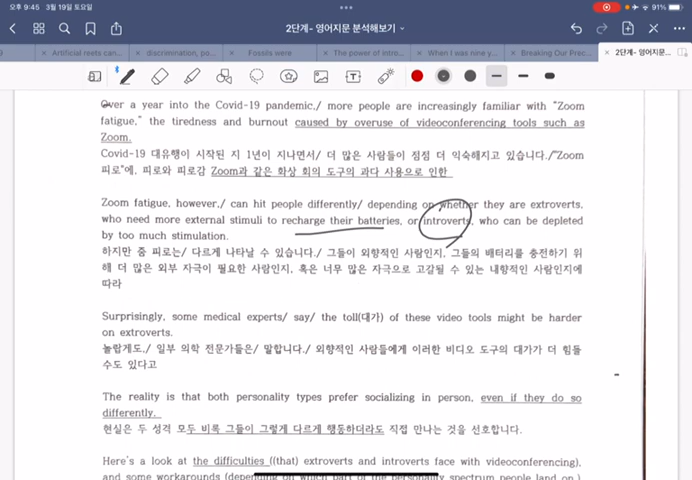 오후 9:45 3월 19일 토요일
91%
2단계- 영어지문 분석해보기
Artificial reets can...
discrimination, po...
Fossils were
The power of intro...
When I was nine y...
Breaking Our Prec...
2단계- 영어지문...
Over a year into the Covid-19 pandemic,/ more people are increasingly familiar with "Zoom
fatigue," the tiredness and burnout caused by overuse of videoconferencing tools such as
Zoom.
Covid-19 대유행이 시작된 지 1년이 지나면서/ 더 많은 사람들이 점점 더 익숙해지고 있습니다./"Zoom
피로"에, 피로와 피로감 Zoom과 같은 화상 회의 도구의 과다 사용으로 인한
Zoom fatigue, however,/ can hit people differently/ depending on whether they are extroverts,
who need more external stimuli to recharge their batteries, or introverts, who can be depleted
by too much stimulation.
하지만 줌 피로는/ 다르게 나타날 수 있습니다./ 그들이 외향적인 사람인지, 그들의 배터리를 충전하기 위
해 더 많은 외부 자극이 필요한 사람인지, 혹은 너무 많은 자극으로 고갈될 수 있는 내향적인 사람인지에
따라
Surprisingly, some medical experts/ say/ the toll(대가) of these video tools might be harder
on extroverts.
놀랍게도,/ 일부 의학 전문가들은/ 말합니다./ 외향적인 사람들에게 이러한 비디오 도구의 대가가 더 힘들
수도 있다고
The reality is that both personality types prefer socializing in person, even if they do so
differently.
현실은 두 성격 모두 비록 그들이 그렇게 다르게 행동하더라도 직접 만나는 것을 선호합니다.
Here's a look at the difficulties ((that) extroverts and introverts face with videoconferencing),
and some workarounds (depending on which part of the personality spectrum people land on.)